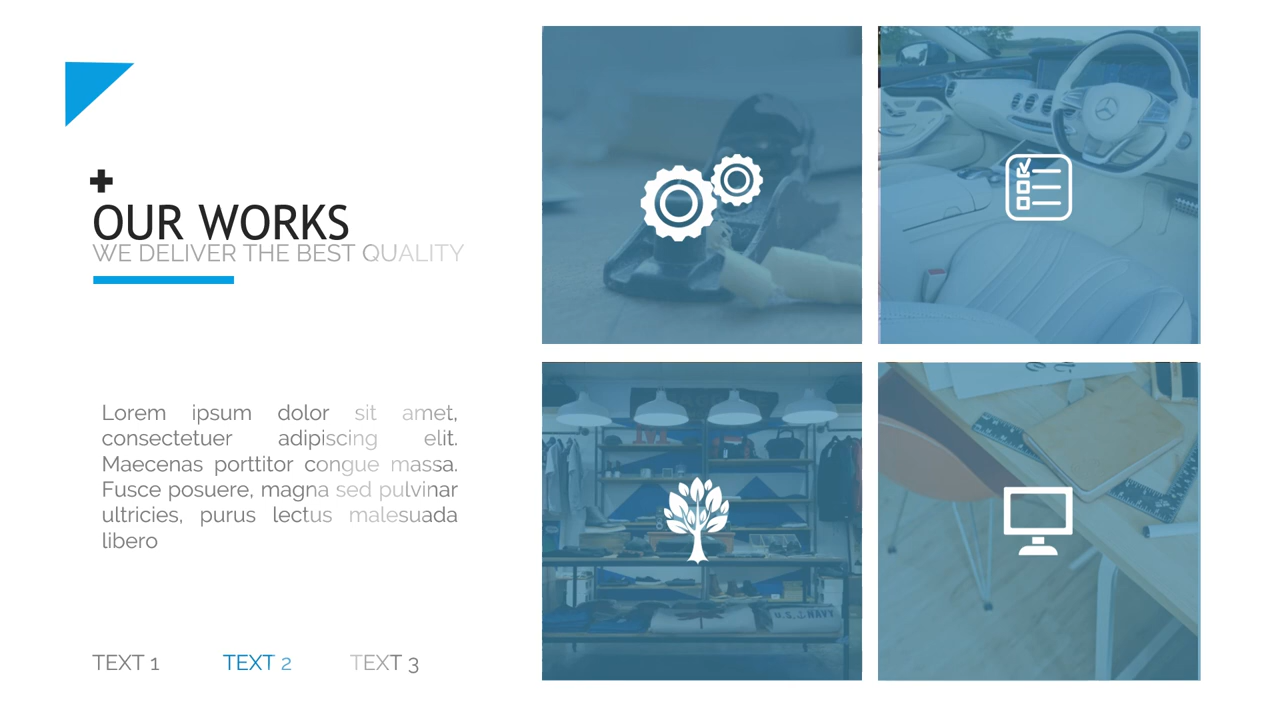 OUR WORKS
WE DELIVER THE BEST QUALITY
Lorem ipsum dolor sit amet,
consectetuer adipiscing elit.
Maecenas porttitor congue massa.
Fusce posuere, magna sed pulvinar
ultricies, purus lectus malesuada
libero
TEXT 1 TEXT 2 TEXT 3
U.S. NAVY